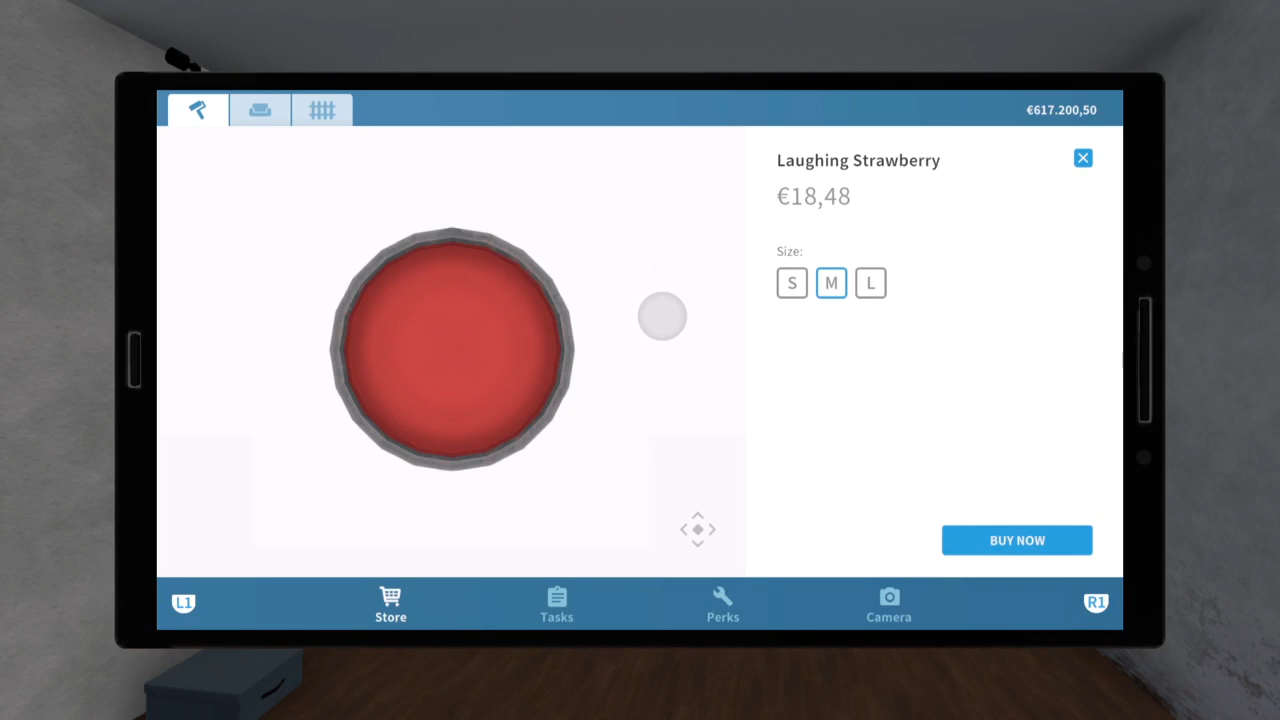 €617.200,50
Laughing Strawberry
€18,48
Size:
S M L
BUY NOW
L1 Store Tasks Perks Camera R1